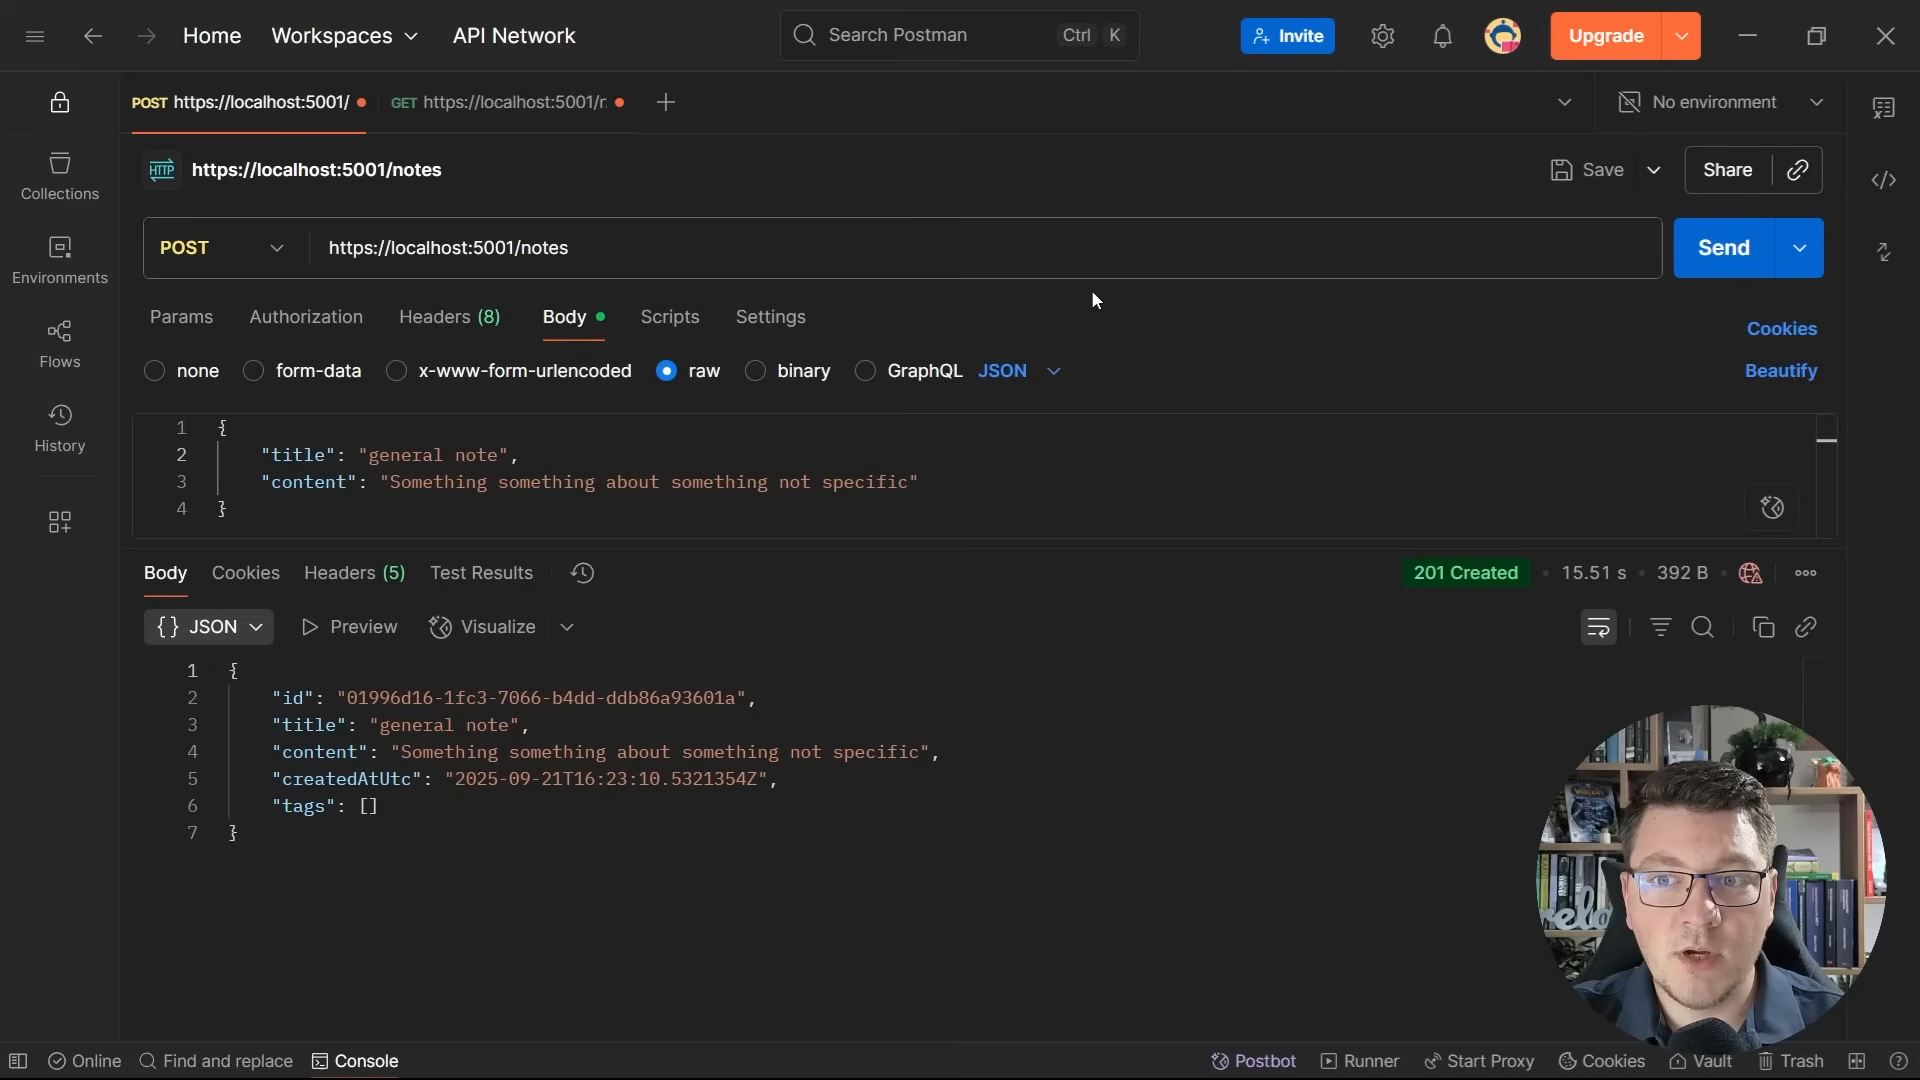 Home
Workspaces
API Network
Search Postman
Ctrl
K
Invite
Upgrade
POST https://localhost:5001/
GET https://localhost:5001/r
No environment
HTTP
https://localhost:5001/notes
Save
Share
POST
https://localhost:5001/notes
Send
Collections
Environments
Flows
History
Params
Authorization
Headers (8)
Body
Scripts
Settings
Cookies
none
form-data
x-www-form-urlencoded
raw
binary
GraphQL
JSON
Beautify
1 {
2 "title": "general note",
3 "content": "Something something about something not specific"
4 }
Body
Cookies
Headers (5)
Test Results
201 Created
15.51 s
392 B
{} JSON
Preview
Visualize
1 {
2 "id": "01996d16-1fc3-7066-b4dd-ddb86a93601a",
3 "title": "general note",
4 "content": "Something something about something not specific",
5 "createdAtUtc": "2025-09-21T16:23:10.5321354Z",
6 "tags": []
7 }
Online
Find and replace
Console
Postbot
Runner
Start Proxy
Cookies
Vault
Trash